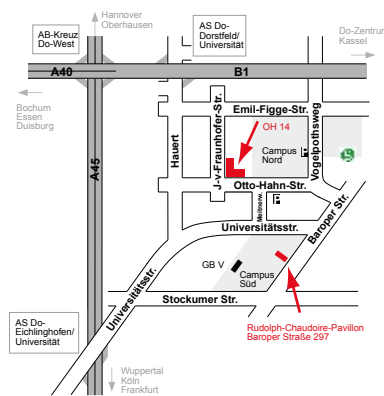 Hannover
Oberhausen
AB-Kreuz
Do-West
AS Do-
Dorstfeld/
Universität
Do-Zentrum
Kassel
A40
B1
Bochum
Essen
Duisburg
Emil-Figge-Str.
OH 14
J-v-Fraunhofer-Str.
Vogelpothsweg
Hauert
A45
Campus
Nord
H
S
Otto-Hahn-Str.
Meitnerw.
H
Universitätsstr.
Baroper Str.
GB V
Campus
Süd
Universitätsstr.
Stockumer Str.
AS Do-
Eichlinghofen/
Universität
Rudolph-Chaudoire-Pavillon
Baroper Straße 297
Wuppertal
Köln
Frankfurt